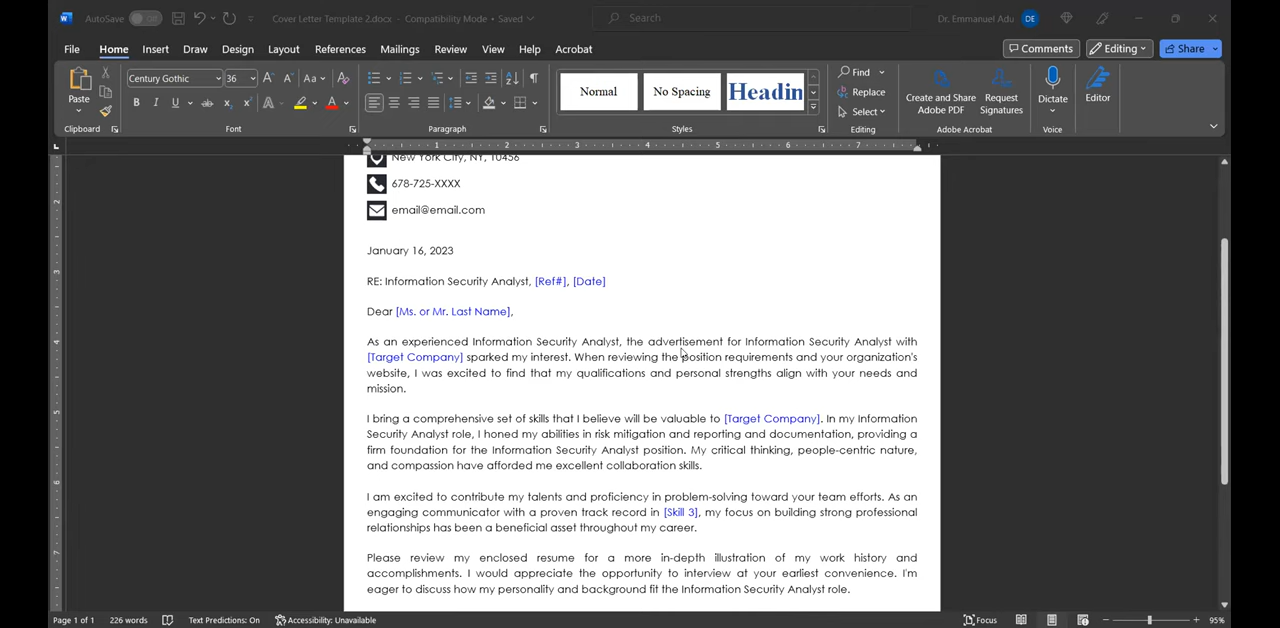 AutoSave Off Cover Letter Template 2.docx - Compatibility Mode • Saved Search Dr. Emmanuel Adu DE
File Home Insert Draw Design Layout References Mailings Review View Help Acrobat Comments Editing Share
Paste Century Gothic 36 A A Aa A Normal No Spacing Headin Find Replace Select Create and Share Adobe PDF Request Signatures Dictate Editor
B I U ab x2 x2 A A
Clipboard Font Paragraph Styles Editing Adobe Acrobat Voice
1 2 3 4 5 6 7
New York City, NY, 10456
678-725-XXXX
email@email.com
January 16, 2023
RE: Information Security Analyst, [Ref#], [Date]
Dear [Ms. or Mr. Last Name],
As an experienced Information Security Analyst, the advertisement for Information Security Analyst with
[Target Company] sparked my interest. When reviewing the position requirements and your organization's
website, I was excited to find that my qualifications and personal strengths align with your needs and
mission.
I bring a comprehensive set of skills that I believe will be valuable to [Target Company]. In my Information
Security Analyst role, I honed my abilities in risk mitigation and reporting and documentation, providing a
firm foundation for the Information Security Analyst position. My critical thinking, people-centric nature,
and compassion have afforded me excellent collaboration skills.
I am excited to contribute my talents and proficiency in problem-solving toward your team efforts. As an
engaging communicator with a proven track record in [Skill 3], my focus on building strong professional
relationships has been a beneficial asset throughout my career.
Please review my enclosed resume for a more in-depth illustration of my work history and
accomplishments. I would appreciate the opportunity to interview at your earliest convenience. I'm
eager to discuss how my personality and background fit the Information Security Analyst role.
Page 1 of 1 226 words Text Predictions: On Accessibility: Unavailable Focus 95%